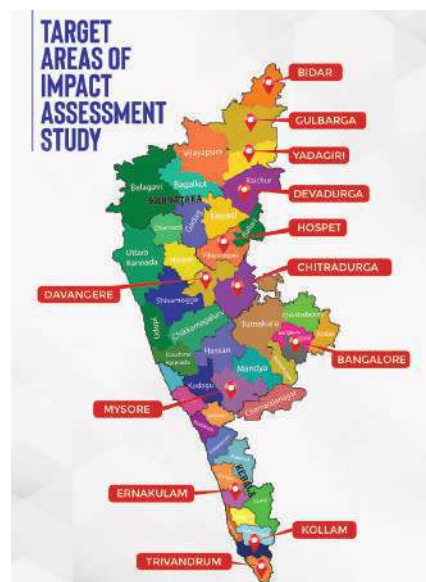 TARGET
AREAS OF
IMPACT
ASSESSMENT
STUDY
BIDAR
GULBARGA
YADAGIRI
Vijayapura
Belagavi
Bagalkot
Raichur
DEVADURGA
KARNATAKA
Gadag
Koppal
HOSPET
Dharwad
Uttara
Kannada
Haveri
CHITRADURGA
DAVANGERE
Shivamogga
Udupi
Chikkamagaluru
Tumakuru
Chikkaballapura
Kolar
BANGALORE
Dakshina
Kannada
Hassan
Mandya
Kodagu
MYSORE
Chamarajanagar
KERALA
ERNAKULAM
KOLLAM
TRIVANDRUM